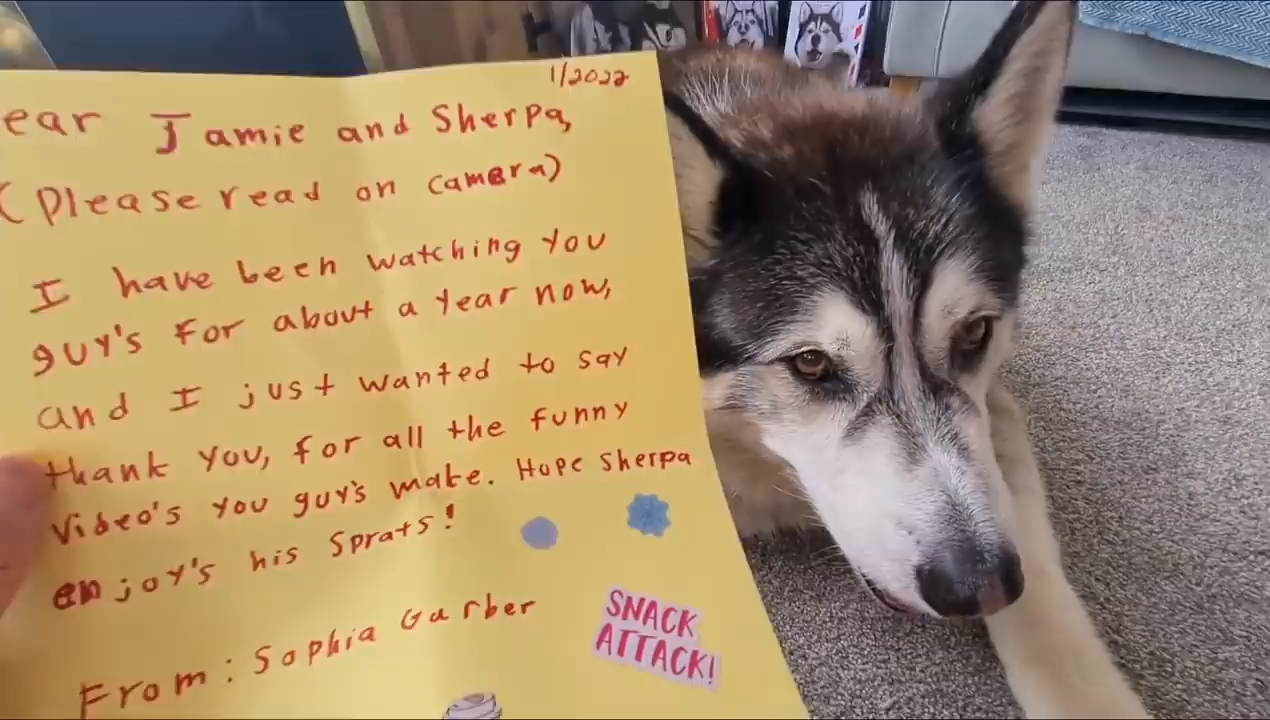 1/2022
ear Jamie and Sherpa,
(Please read on camera)
I have been watching you
guy's for about a year now,
and I just wanted to say
thank you, for all the funny
Video's you guy's make. Hope Sherpa
enjoy's his Sprats!
From: Sophia Garber
SNACK
ATTACK!